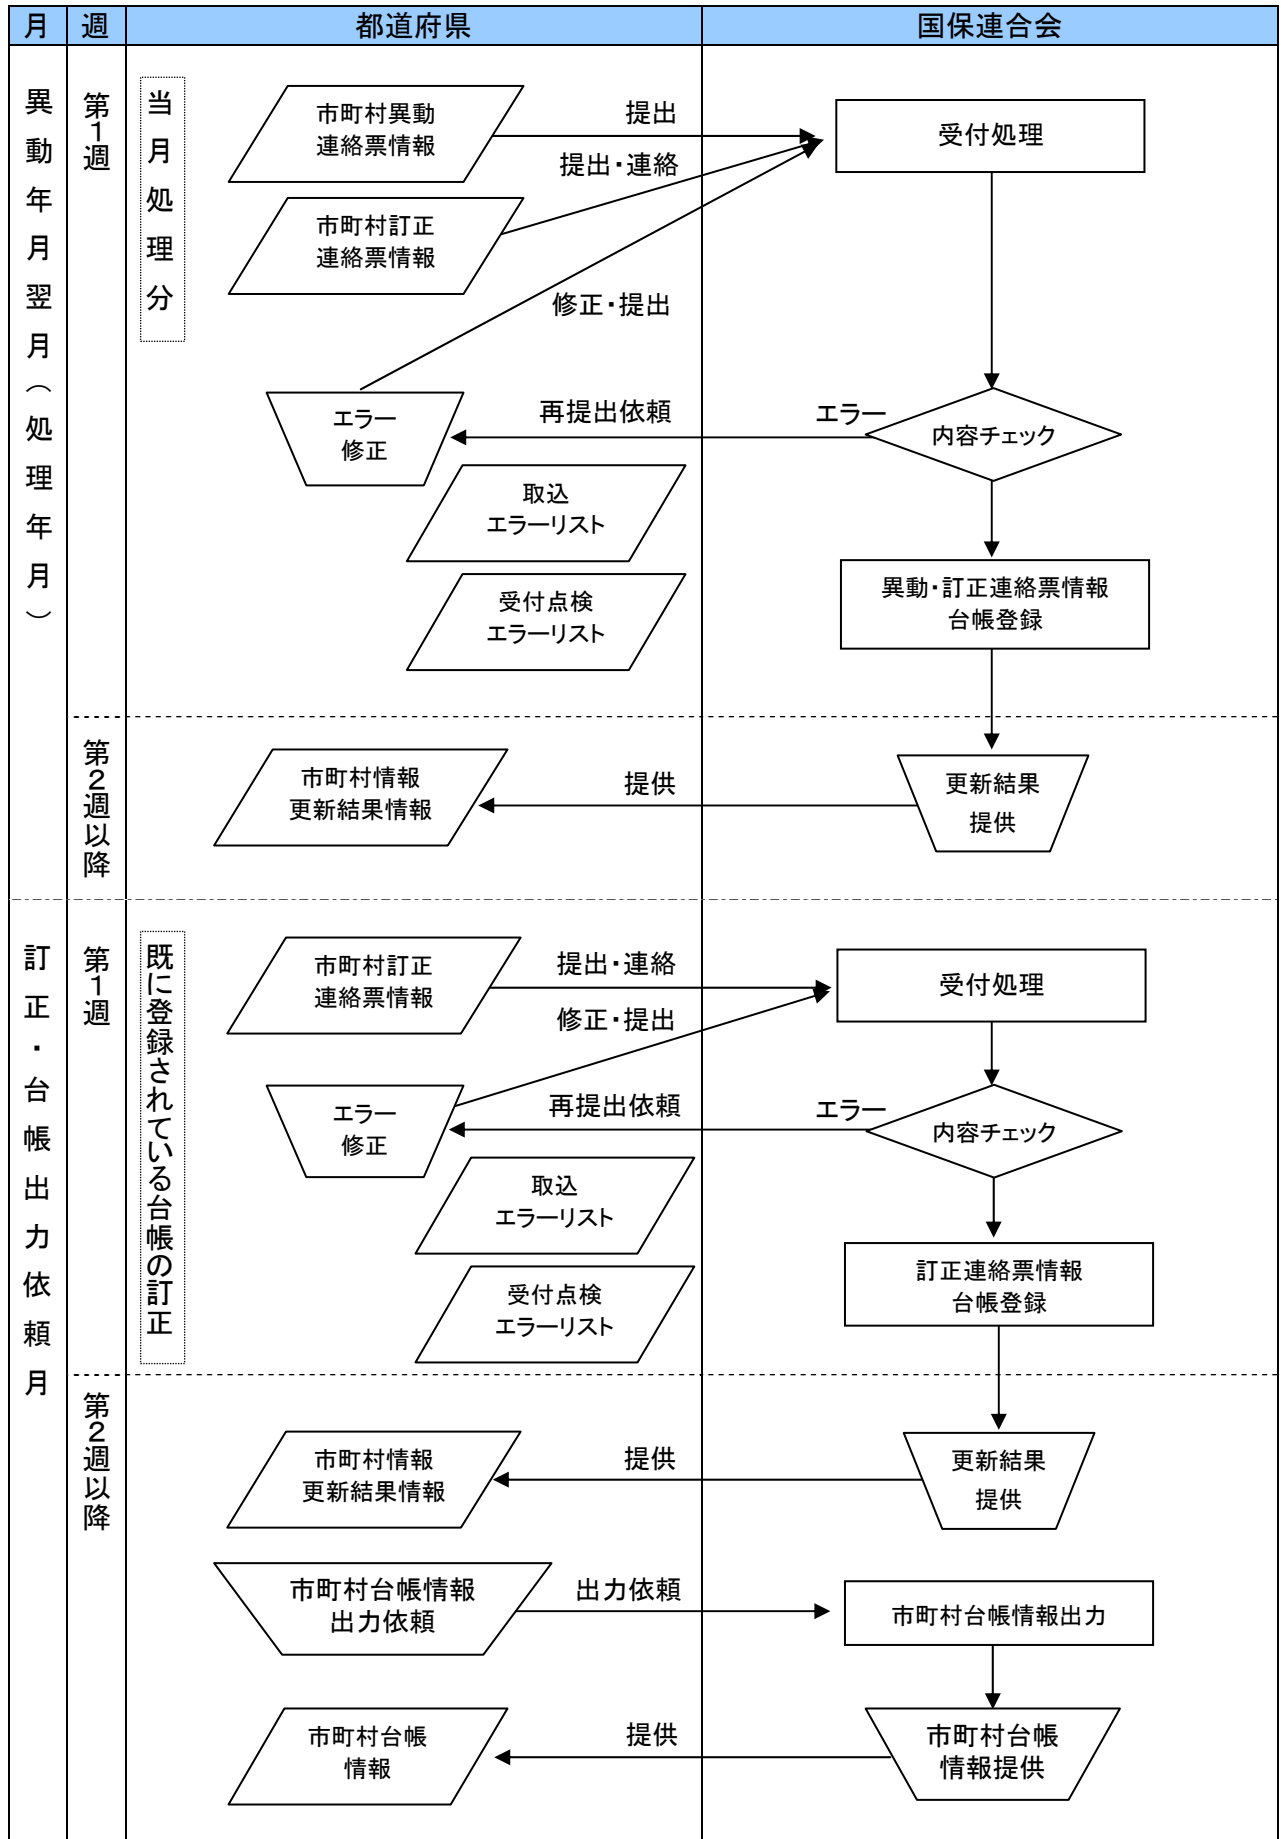 月
週
都道府県
国保連合会
異動年月翌月（処理年月）
第1週
当月処理分
市町村異動
連絡票情報
提出
受付処理
提出・連絡
市町村訂正
連絡票情報
修正・提出
エラー
修正
再提出依頼
エラー
内容チェック
取込
エラーリスト
異動・訂正連絡票情報
台帳登録
受付点検
エラーリスト
第2週以降
市町村情報
更新結果情報
提供
更新結果
提供
訂正・台帳出力依頼月
第1週
既に登録されている台帳の訂正
市町村訂正
連絡票情報
提出・連絡
受付処理
修正・提出
エラー
修正
再提出依頼
エラー
内容チェック
取込
エラーリスト
訂正連絡票情報
台帳登録
受付点検
エラーリスト
第2週以降
市町村情報
更新結果情報
提供
更新結果
提供
市町村台帳情報
出力依頼
出力依頼
市町村台帳情報出力
市町村台帳
情報
提供
市町村台帳
情報提供